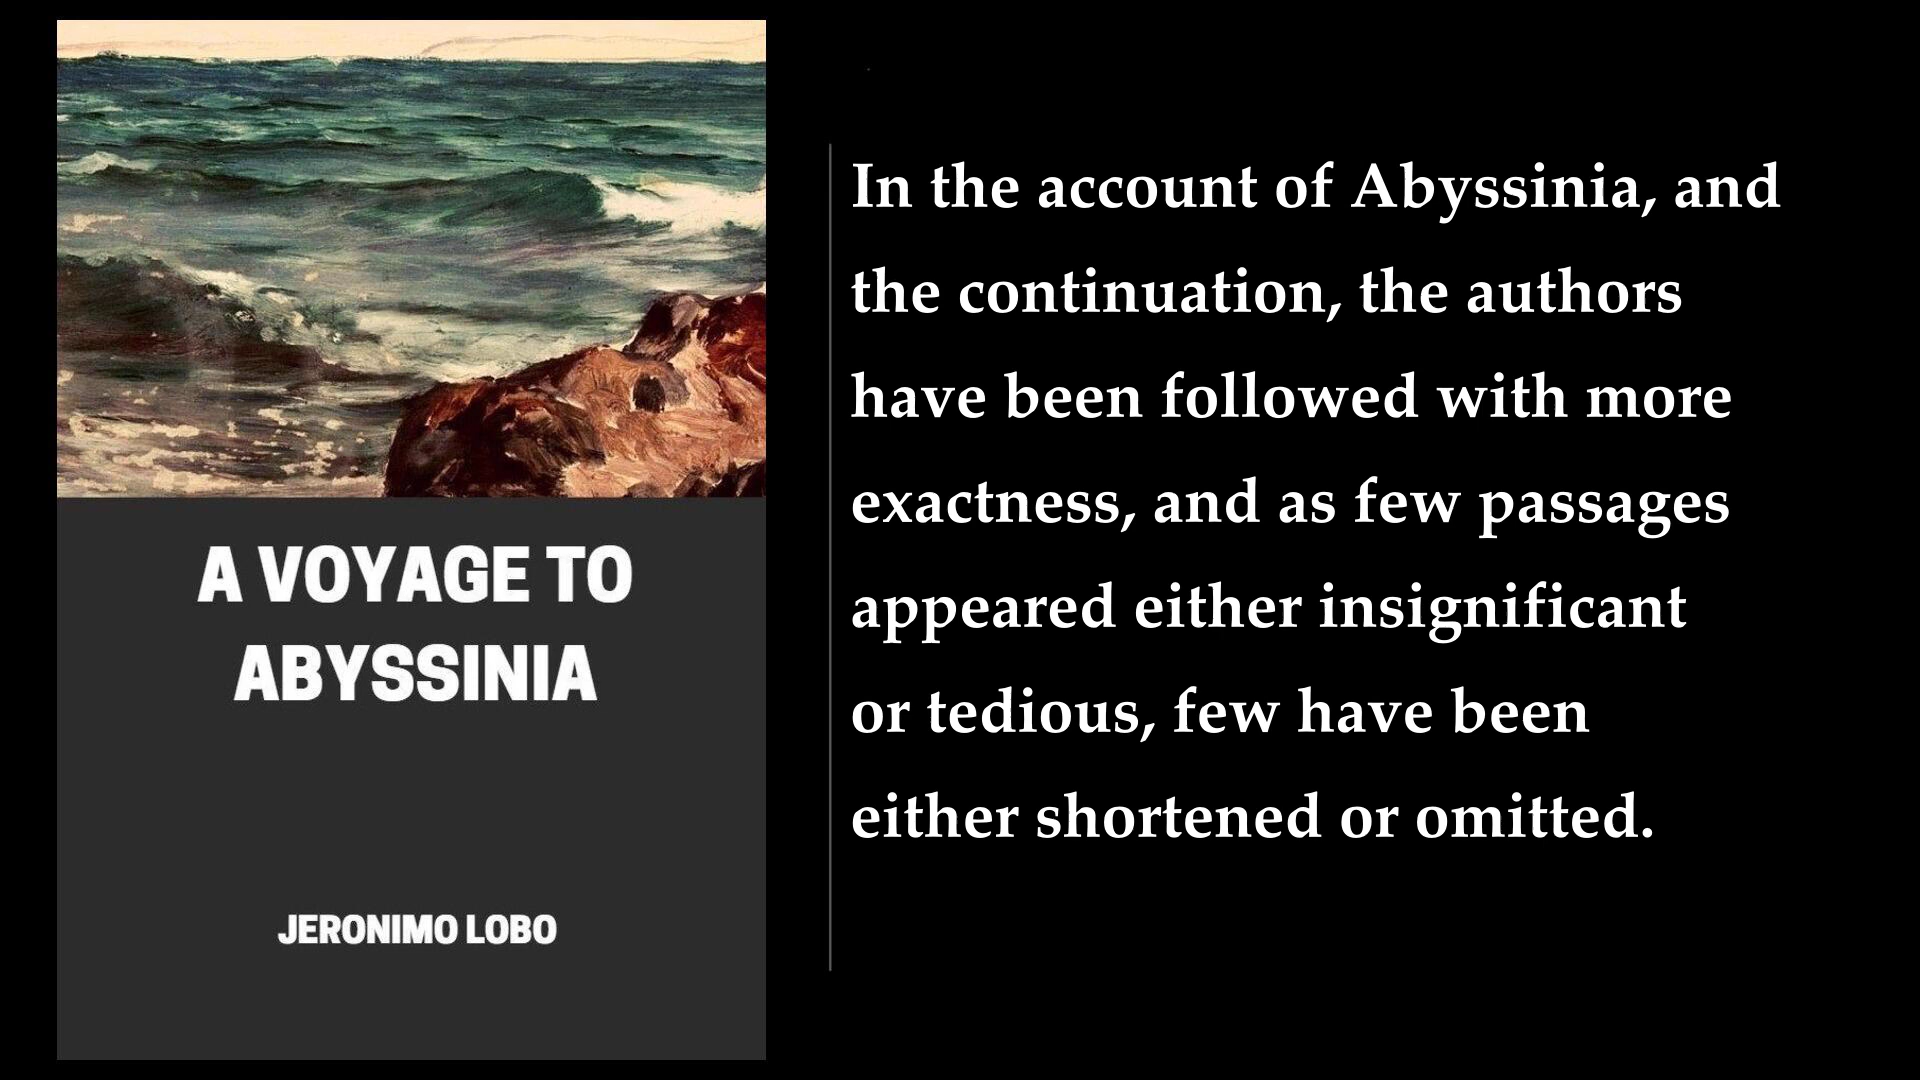 A VOYAGE TO
ABYSSINIA
JERONIMO LOBO
In the account of Abyssinia, and
the continuation, the authors
have been followed with more
exactness, and as few passages
appeared either insignificant
or tedious, few have been
either shortened or omitted.